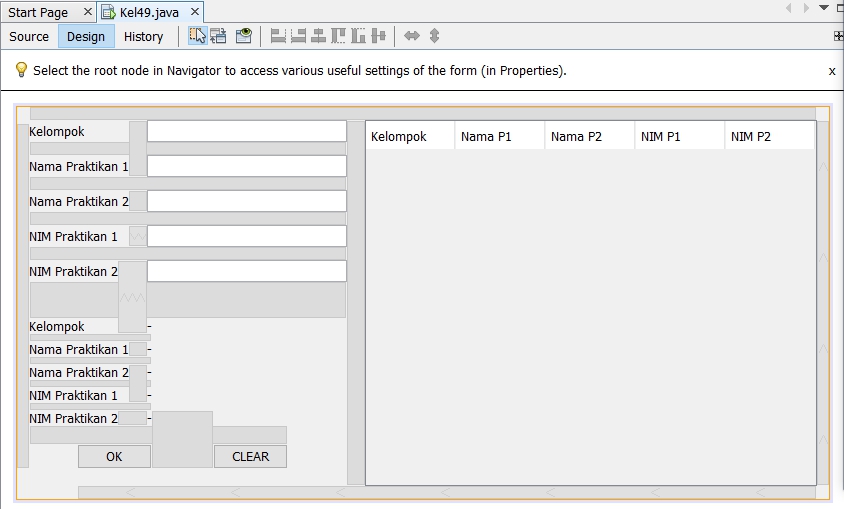 Start Page
Kel49.java
Source Design History
Select the root node in Navigator to access various useful settings of the form (in Properties).
x
Kelompok
Nama Praktikan 1
Nama Praktikan 2
NIM Praktikan 1
NIM Praktikan 2
Kelompok -
Nama Praktikan 1 -
Nama Praktikan 2 -
NIM Praktikan 1 -
NIM Praktikan 2 -
OK CLEAR
Kelompok Nama P1 Nama P2 NIM P1 NIM P2